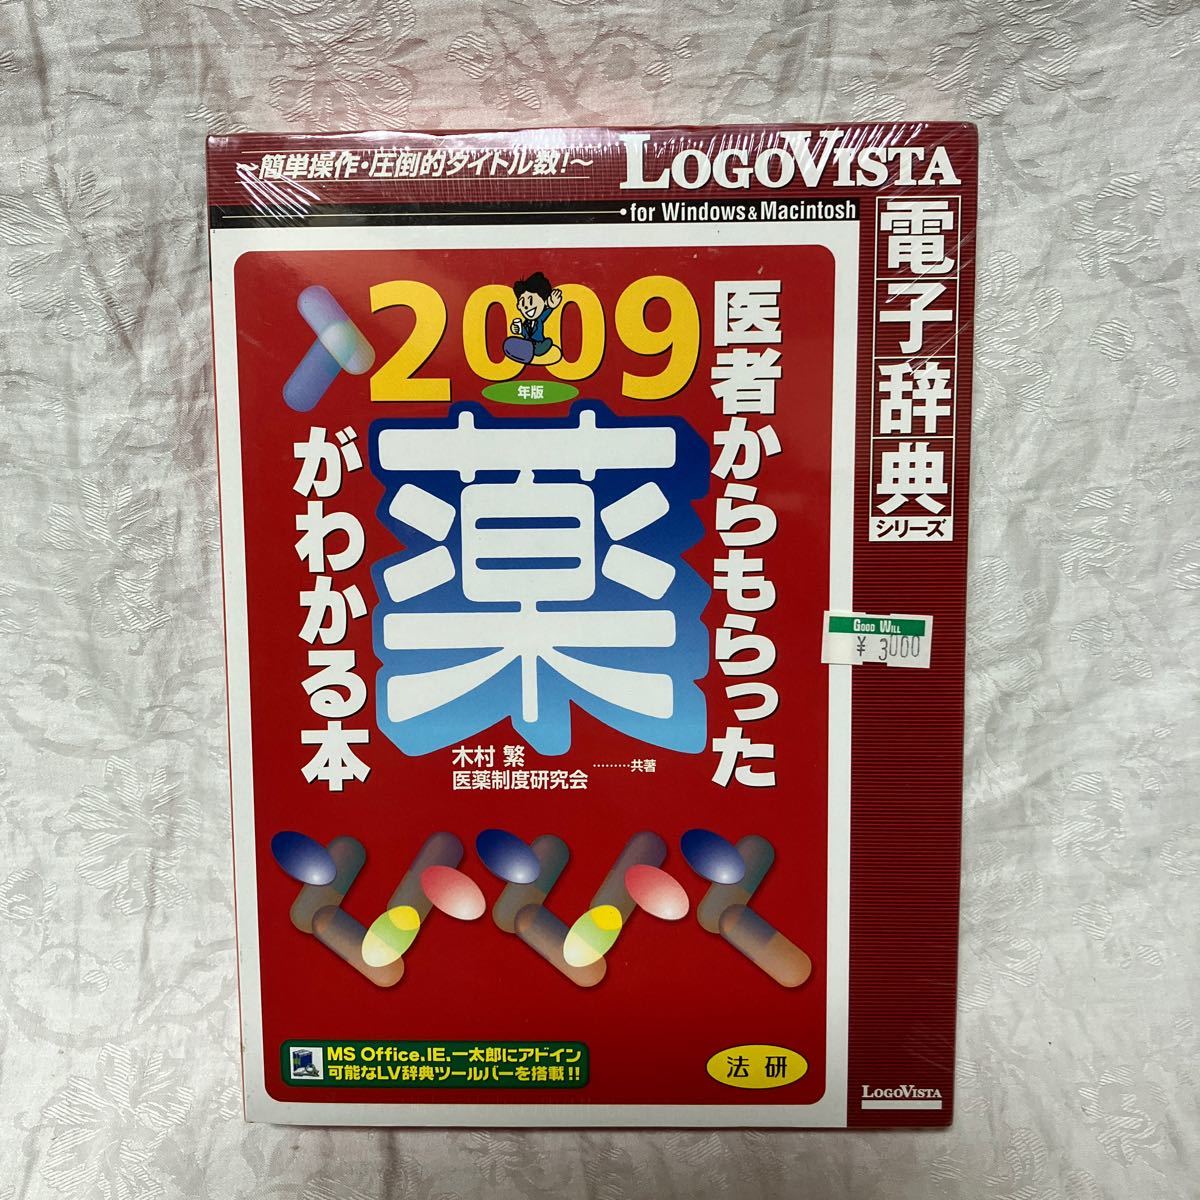 ～簡単操作・圧倒的タイトル数!～
LOGOVISTA
・for Windows&Macintosh
電子辞典
シリーズ
2009
年版
医者からもらった
薬
がわかる本
木村 繁
医薬制度研究会
………共著
GOOD WILL
¥ 3000
MS Office.IE.一太郎にアドイン
可能なLV辞典ツールバーを搭載!!
法研
LOGOVISTA